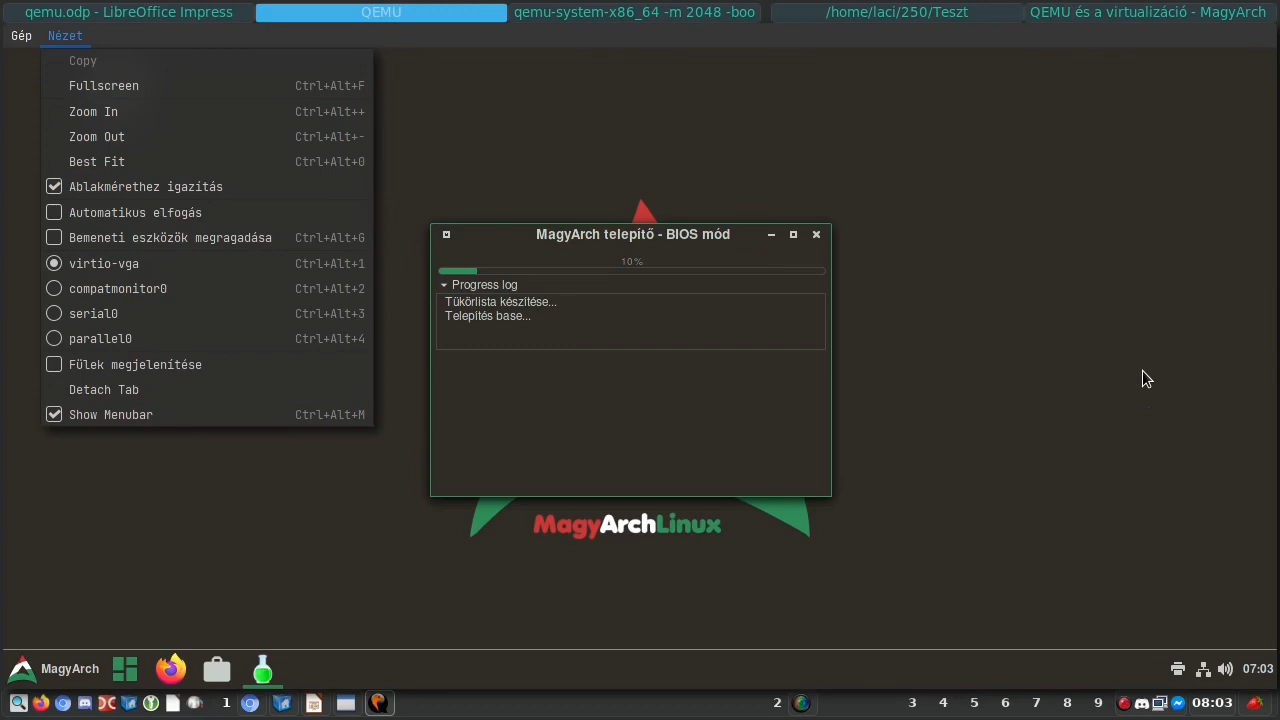 qemu.odp - LibreOffice Impress
QEMU
qemu-system-x86_64 -m 2048 -boo
/home/laci/250/Teszt
QEMU és a virtualizáció - MagyArch
Gép Nézet
Copy
Fullscreen Ctrl+Alt+F
Zoom In Ctrl+Alt++
Zoom Out Ctrl+Alt+-
Best Fit Ctrl+Alt+0
Ablakmérethez igazítás
Automatikus elfogás
Bemeneti eszközök megragadása Ctrl+Alt+G
virtio-vga Ctrl+Alt+1
compatmonitor0 Ctrl+Alt+2
serial0 Ctrl+Alt+3
parallel0 Ctrl+Alt+4
Fülek megjelenítése
Detach Tab
Show Menubar Ctrl+Alt+M
MagyArch telepítő - BIOS mód
10%
Progress log
Tükörlista készítése...
Telepítés base...
MagyArchLinux
MagyArch
07:03
1
2
3 4 5 6 7 8 9
08:03